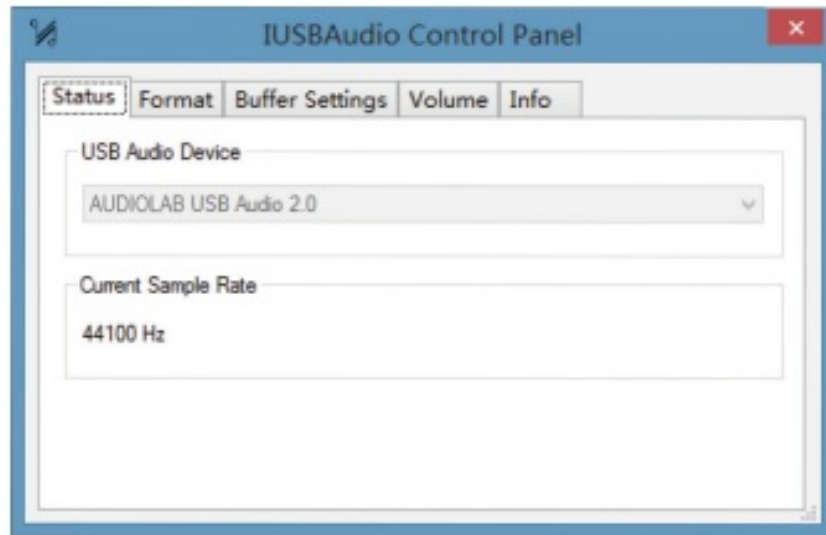 IUSBAudio Control Panel
Status Format Buffer Settings Volume Info
USB Audio Device
AUDIOLAB USB Audio 2.0
Current Sample Rate
44100 Hz